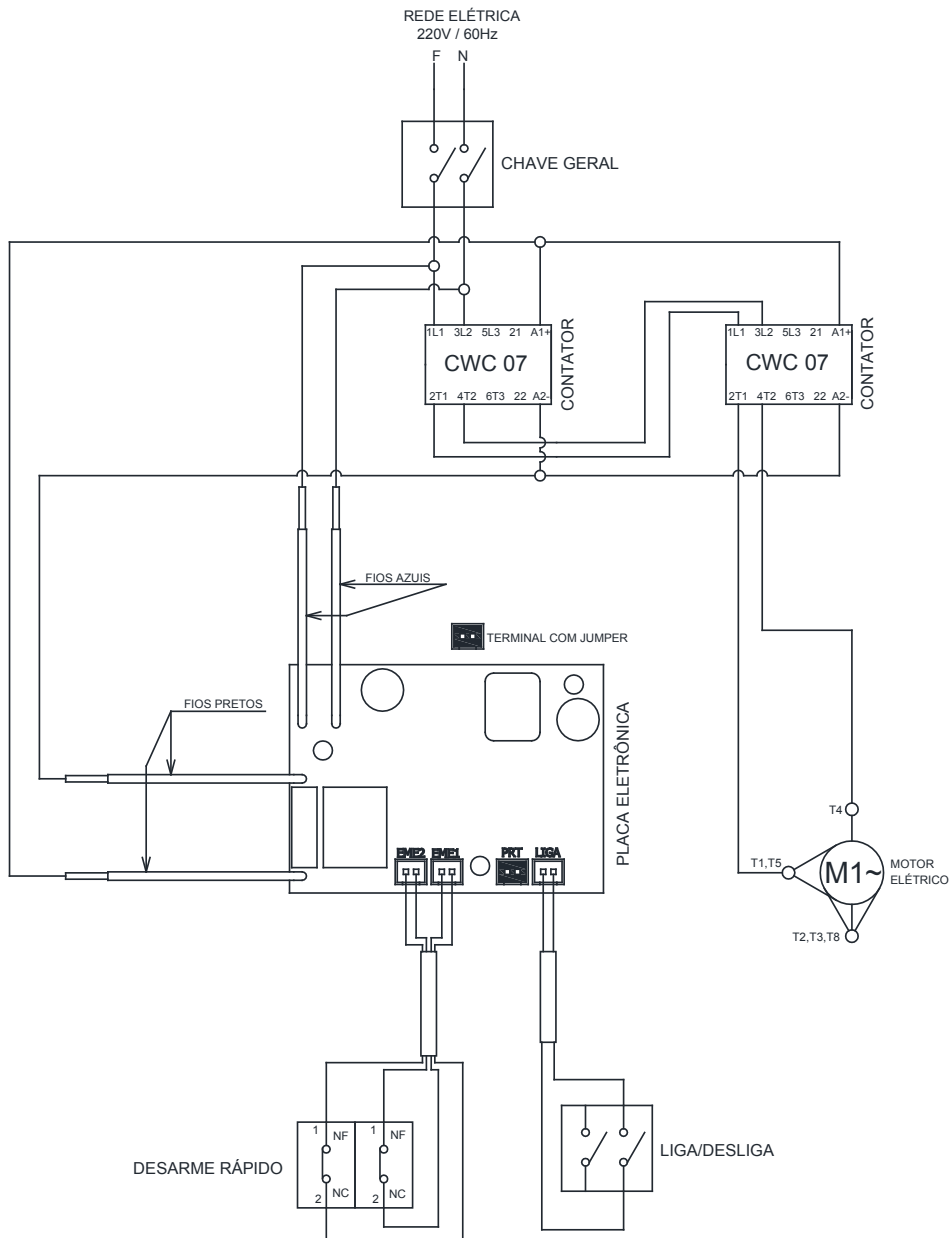 REDE ELÉTRICA
220V / 60Hz
F N
CHAVE GERAL
1L1 3L2 5L3 21 A1+
CWC 07
2T1 4T2 6T3 22 A2-
CONTATOR
1L1 3L2 5L3 21 A1+
CWC 07
2T1 4T2 6T3 22 A2-
CONTATOR
FIOS AZUIS
TERMINAL COM JUMPER
FIOS PRETOS
PLACA ELETRÔNICA
EME2 EME1 PRT LIGA
T4
T1,T5
M1~
MOTOR
ELÉTRICO
T2,T3,T8
DESARME RÁPIDO
1 NF
2 NC
1 NF
2 NC
LIGA/DESLIGA